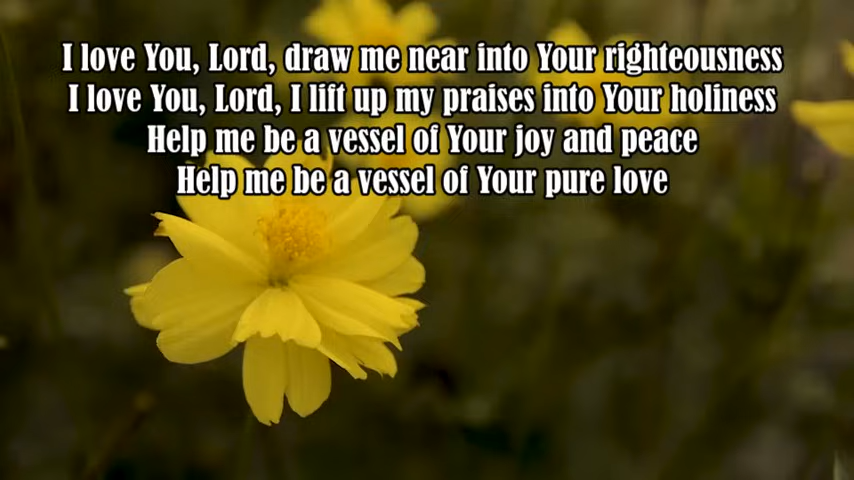 I love You, Lord, draw me near into Your righteousness
I love You, Lord, I lift up my praises into Your holiness
Help me be a vessel of Your joy and peace
Help me be a vessel of Your pure love